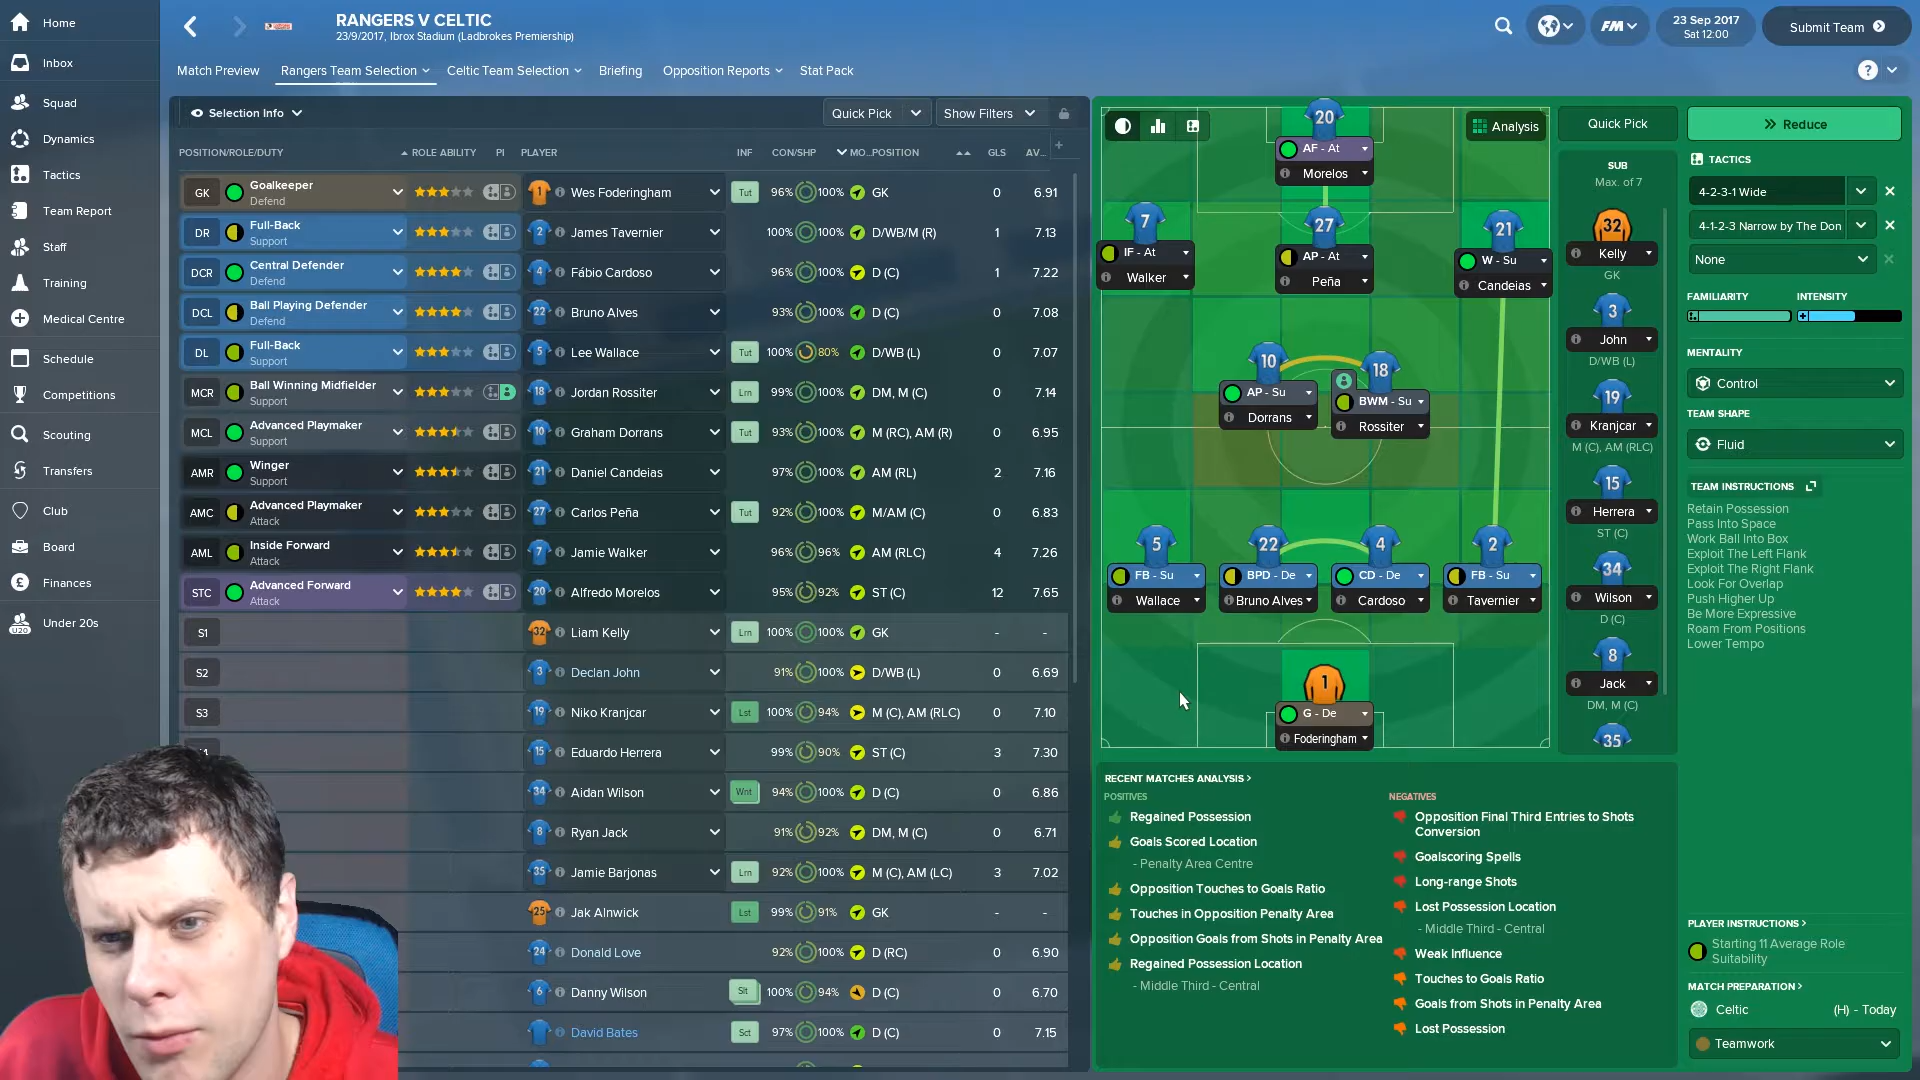 Home
Inbox
Squad
Dynamics
Tactics
Team Report
Staff
Training
Medical Centre
Schedule
Competitions
Scouting
Transfers
Club
Board
Finances
Under 20s
RANGERS V CELTIC
23/9/2017, Ibrox Stadium (Ladbrokes Premiership)
FM
23 Sep 2017
Sat 12:00
Submit Team
Match Preview Rangers Team Selection Celtic Team Selection Briefing Opposition Reports Stat Pack
?
Selection Info Quick Pick Show Filters
POSITION/ROLE/DUTY ROLE ABILITY PI PLAYER INF CON/SHP MO... POSITION GLS AV...
GK Goalkeeper Defend 1 Wes Foderingham Tut 96% 100% GK 0 6.91
DR Full-Back Support 2 James Tavernier 100% 100% D/WB/M (R) 1 7.13
DCR Central Defender Defend 4 Fábio Cardoso 96% 100% D (C) 1 7.22
DCL Ball Playing Defender Defend 22 Bruno Alves 93% 100% D (C) 0 7.08
DL Full-Back Support 5 Lee Wallace Tut 100% 80% D/WB (L) 0 7.07
MCR Ball Winning Midfielder Support 18 Jordan Rossiter Lrn 99% 100% DM, M (C) 0 7.14
MCL Advanced Playmaker Support 10 Graham Dorrans Tut 93% 100% M (RC), AM (R) 0 6.95
AMR Winger Support 21 Daniel Candeias 97% 100% AM (RL) 2 7.16
AMC Advanced Playmaker Attack 27 Carlos Peña Tut 92% 100% M/AM (C) 0 6.83
AML Inside Forward Attack 7 Jamie Walker 96% 96% AM (RLC) 4 7.26
STC Advanced Forward Attack 20 Alfredo Morelos 95% 92% ST (C) 12 7.65
S1 32 Liam Kelly Lrn 100% 100% GK - -
S2 3 Declan John 91% 100% D/WB (L) 0 6.69
S3 19 Niko Kranjcar Lst 100% 94% M (C), AM (RLC) 0 7.10
15 Eduardo Herrera 99% 90% ST (C) 3 7.30
34 Aidan Wilson Wnt 94% 100% D (C) 0 6.86
8 Ryan Jack 91% 92% DM, M (C) 0 6.71
35 Jamie Barjonas Lrn 92% 100% M (C), AM (LC) 3 7.02
25 Jak Alnwick Lst 99% 91% GK - -
24 Donald Love 92% 100% D (RC) 0 6.90
6 Danny Wilson Slt 100% 94% D (C) 0 6.70
David Bates Sct 97% 100% D (C) 0 7.15
Analysis
20
AF - At
Morelos
7
IF - At
Walker
27
AP - At
Peña
21
W - Su
Candeias
10
AP - Su
Dorrans
18
BWM - Su
Rossiter
5
FB - Su
Wallace
22
BPD - De
Bruno Alves
4
CD - De
Cardoso
2
FB - Su
Tavernier
1
G - De
Foderingham
Quick Pick
SUB
Max. of 7
32
Kelly
GK
3
John
D/WB (L)
19
Kranjcar
M (C), AM (RLC)
15
Herrera
ST (C)
34
Wilson
D (C)
8
Jack
DM, M (C)
35
Reduce
TACTICS
4-2-3-1 Wide
4-1-2-3 Narrow by The Don
None
FAMILIARITY INTENSITY
MENTALITY
Control
TEAM SHAPE
Fluid
TEAM INSTRUCTIONS
Retain Possession
Pass Into Space
Work Ball Into Box
Exploit The Left Flank
Exploit The Right Flank
Look For Overlap
Push Higher Up
Be More Expressive
Roam From Positions
Lower Tempo
PLAYER INSTRUCTIONS >
Starting 11 Average Role
Suitability
MATCH PREPARATION >
Celtic (H) - Today
Teamwork
RECENT MATCHES ANALYSIS >
POSITIVES
Regained Possession
Goals Scored Location
- Penalty Area Centre
Opposition Touches to Goals Ratio
Touches in Opposition Penalty Area
Opposition Goals from Shots in Penalty Area
Regained Possession Location
- Middle Third - Central
NEGATIVES
Opposition Final Third Entries to Shots
Conversion
Goalscoring Spells
Long-range Shots
Lost Possession Location
- Middle Third - Central
Weak Influence
Touches to Goals Ratio
Goals from Shots in Penalty Area
Lost Possession